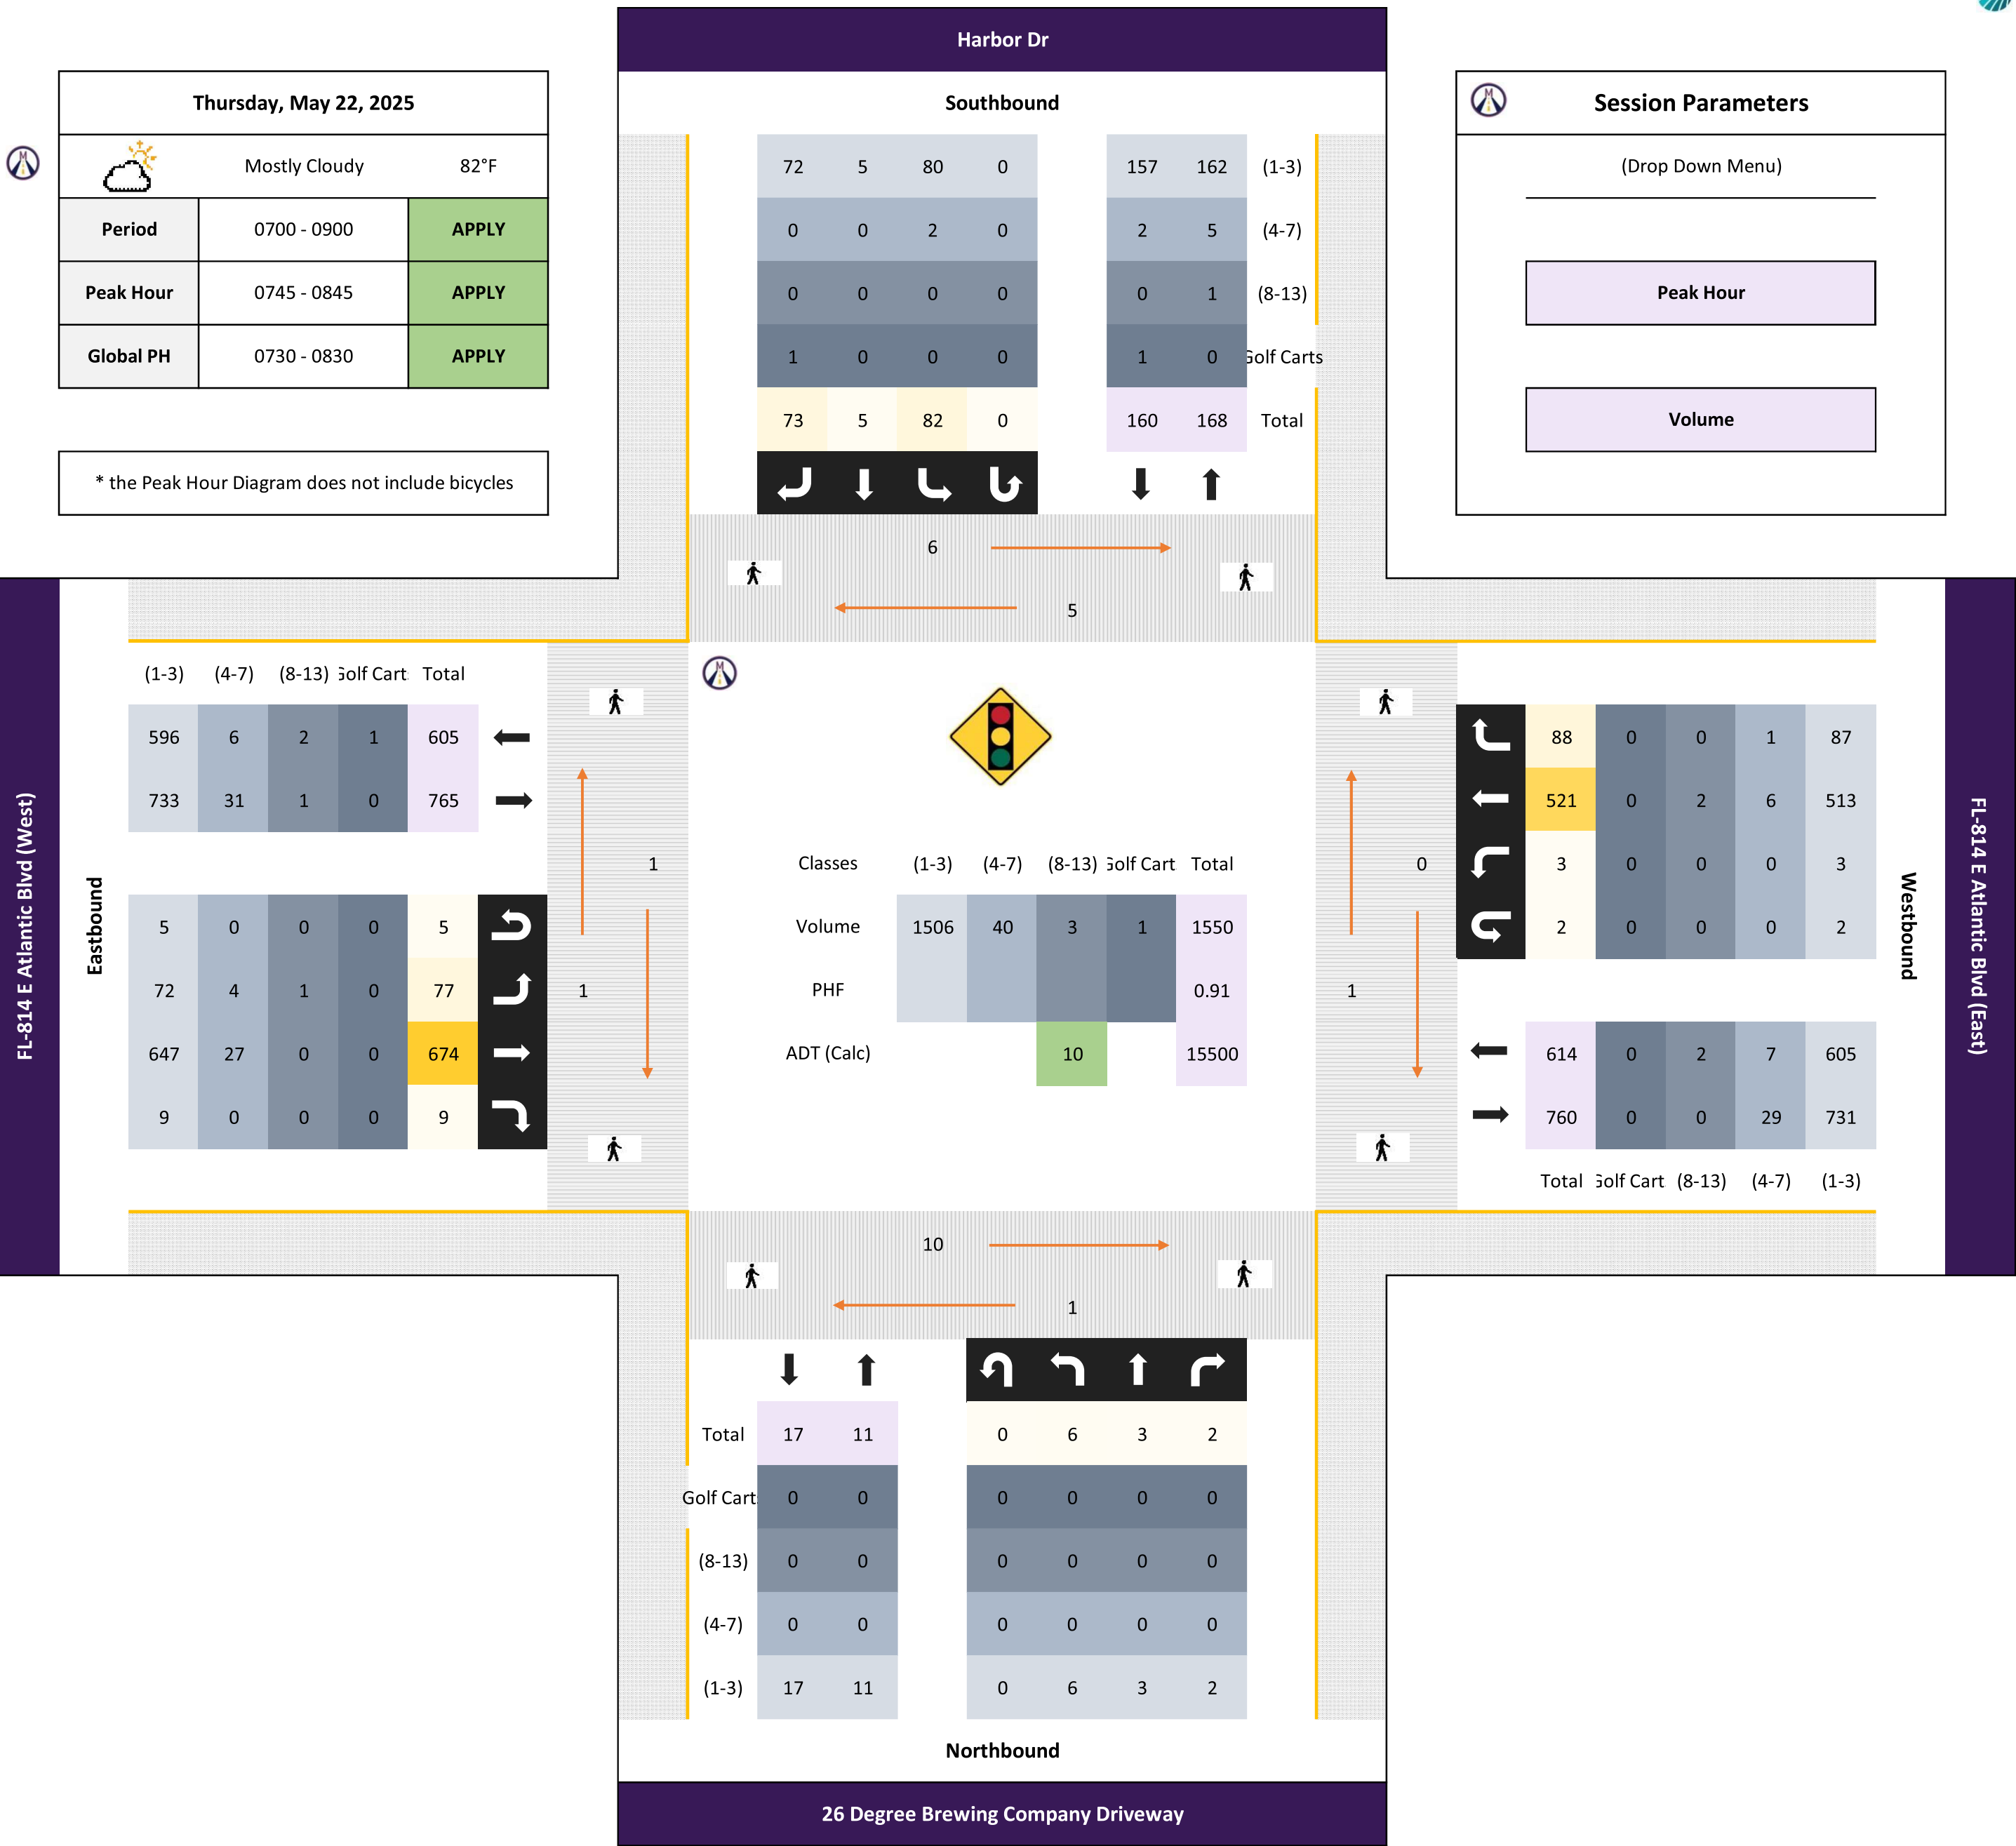 Harbor Dr
Southbound
Thursday, May 22, 2025
Mostly Cloudy 82°F
Period 0700 - 0900 APPLY
Peak Hour 0745 - 0845 APPLY
Global PH 0730 - 0830 APPLY
* the Peak Hour Diagram does not include bicycles
Session Parameters
(Drop Down Menu)
Peak Hour
Volume
72 5 80 0 157 162 (1-3)
0 0 2 0 2 5 (4-7)
0 0 0 0 0 1 (8-13)
1 0 0 0 1 0 Golf Carts
73 5 82 0 160 168 Total
6
5
FL-814 E Atlantic Blvd (West)
Eastbound
(1-3) (4-7) (8-13) Golf Cart Total
596 6 2 1 605
733 31 1 0 765
5 0 0 0 5
72 4 1 0 77
647 27 0 0 674
9 0 0 0 9
1
1
Classes (1-3) (4-7) (8-13) Golf Cart Total
Volume 1506 40 3 1 1550
PHF 0.91
ADT (Calc) 10 15500
0
1
88 0 0 1 87
521 0 2 6 513
3 0 0 0 3
2 0 0 0 2
614 0 2 7 605
760 0 0 29 731
Total Golf Cart (8-13) (4-7) (1-3)
Westbound
FL-814 E Atlantic Blvd (East)
10
1
Total 17 11 0 6 3 2
Golf Cart 0 0 0 0 0 0
(8-13) 0 0 0 0 0 0
(4-7) 0 0 0 0 0 0
(1-3) 17 11 0 6 3 2
Northbound
26 Degree Brewing Company Driveway